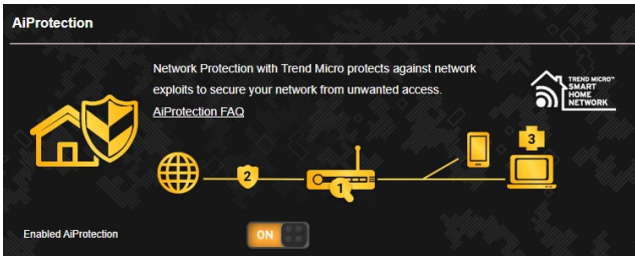 AiProtection
Network Protection with Trend Micro protects against network
exploits to secure your network from unwanted access.
AiProtection FAQ
TREND MICRO™
SMART
HOME
NETWORK
2
1
3
Enabled AiProtection
ON